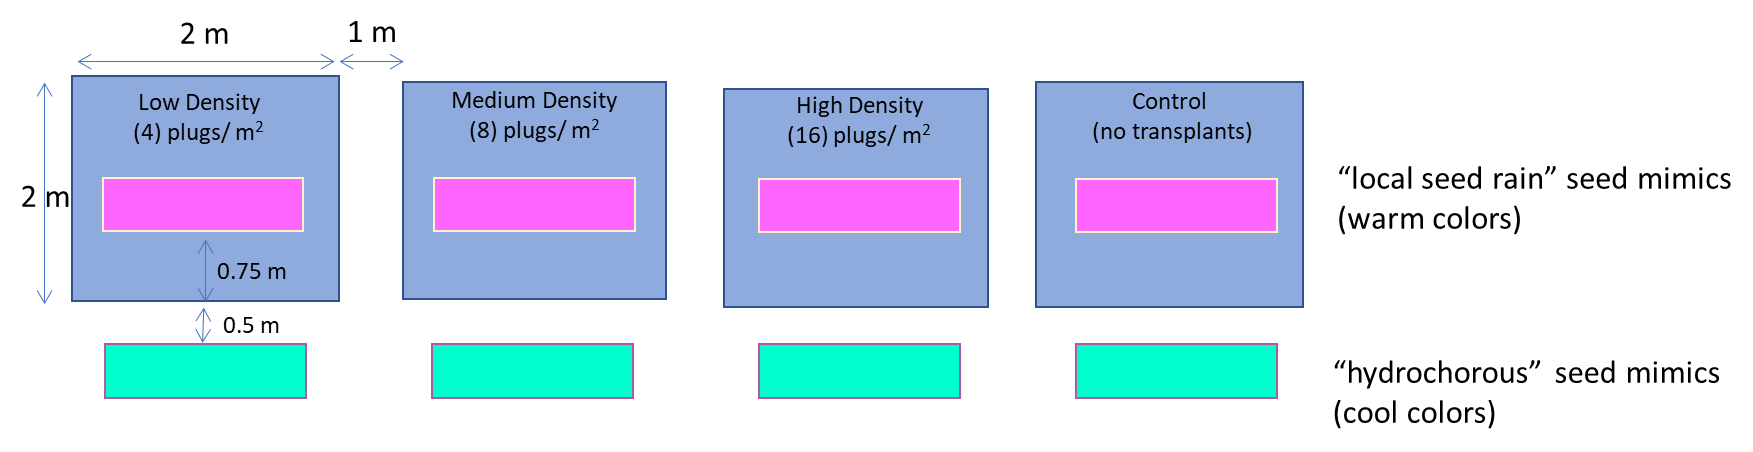 2 m
1 m
Low Density
(4) plugs/ m²
Medium Density
(8) plugs/ m²
High Density
(16) plugs/ m²
Control
(no transplants)
2 m
“local seed rain” seed mimics
(warm colors)
0.75 m
0.5 m
“hydrochorous” seed mimics
(cool colors)